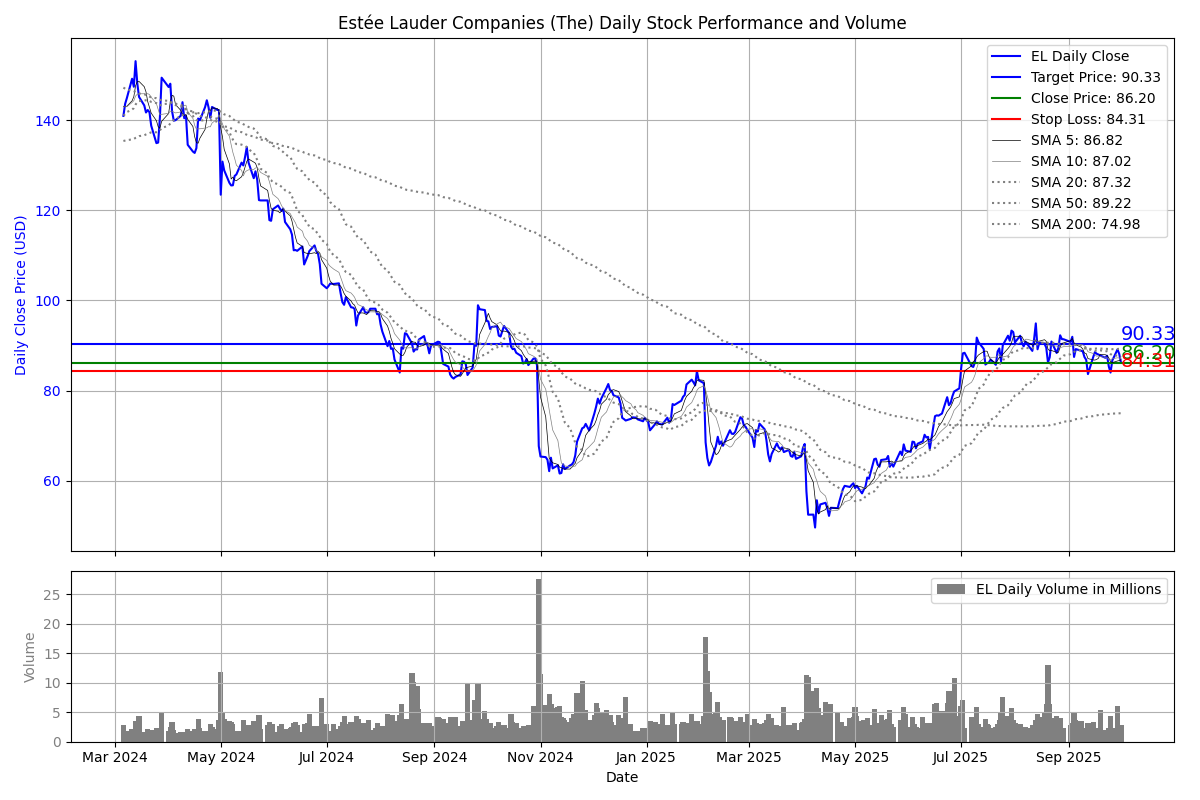 Estée Lauder Companies (The) Daily Stock Performance and Volume
Daily Close Price (USD)
140
120
100
80
60
EL Daily Close
Target Price: 90.33
Close Price: 86.20
Stop Loss: 84.31
SMA 5: 86.82
SMA 10: 87.02
SMA 20: 87.32
SMA 50: 89.22
SMA 200: 74.98
90.33
86.20
84.31
Volume
25
20
15
10
5
0
EL Daily Volume in Millions
Mar 2024 May 2024 Jul 2024 Sep 2024 Nov 2024 Jan 2025 Mar 2025 May 2025 Jul 2025 Sep 2025
Date